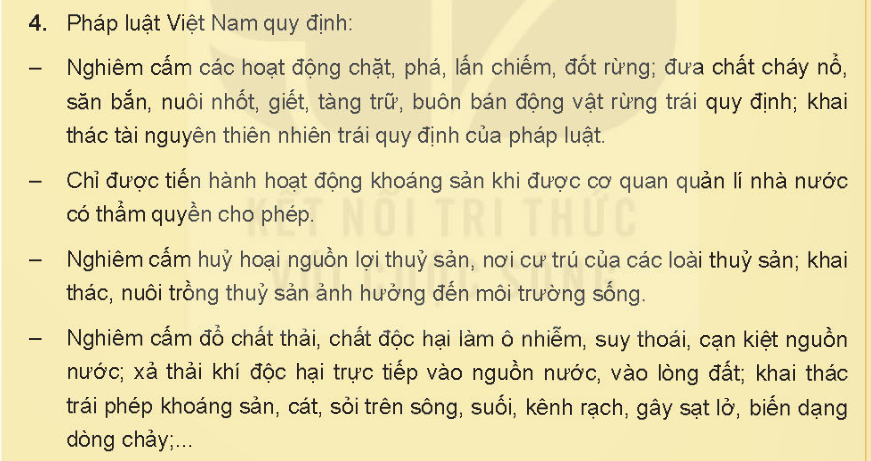 4. Pháp luật Việt Nam quy định:
– Nghiêm cấm các hoạt động chặt, phá, lấn chiếm, đốt rừng; đưa chất cháy nổ,
săn bắn, nuôi nhốt, giết, tàng trữ, buôn bán động vật rừng trái quy định; khai
thác tài nguyên thiên nhiên trái quy định của pháp luật.
– Chỉ được tiến hành hoạt động khoáng sản khi được cơ quan quản lí nhà nước
có thẩm quyền cho phép.
KẾT NỐI TRI THỨC
– Nghiêm cấm huỷ hoại nguồn lợi thuỷ sản, nơi cư trú của các loài thuỷ sản; khai
VỚI CUỘC SỐNG
thác, nuôi trồng thuỷ sản ảnh hưởng đến môi trường sống.
– Nghiêm cấm đổ chất thải, chất độc hại làm ô nhiễm, suy thoái, cạn kiệt nguồn
nước; xả thải khí độc hại trực tiếp vào nguồn nước, vào lòng đất; khai thác
trái phép khoáng sản, cát, sỏi trên sông, suối, kênh rạch, gây sạt lở, biến dạng
dòng chảy;...